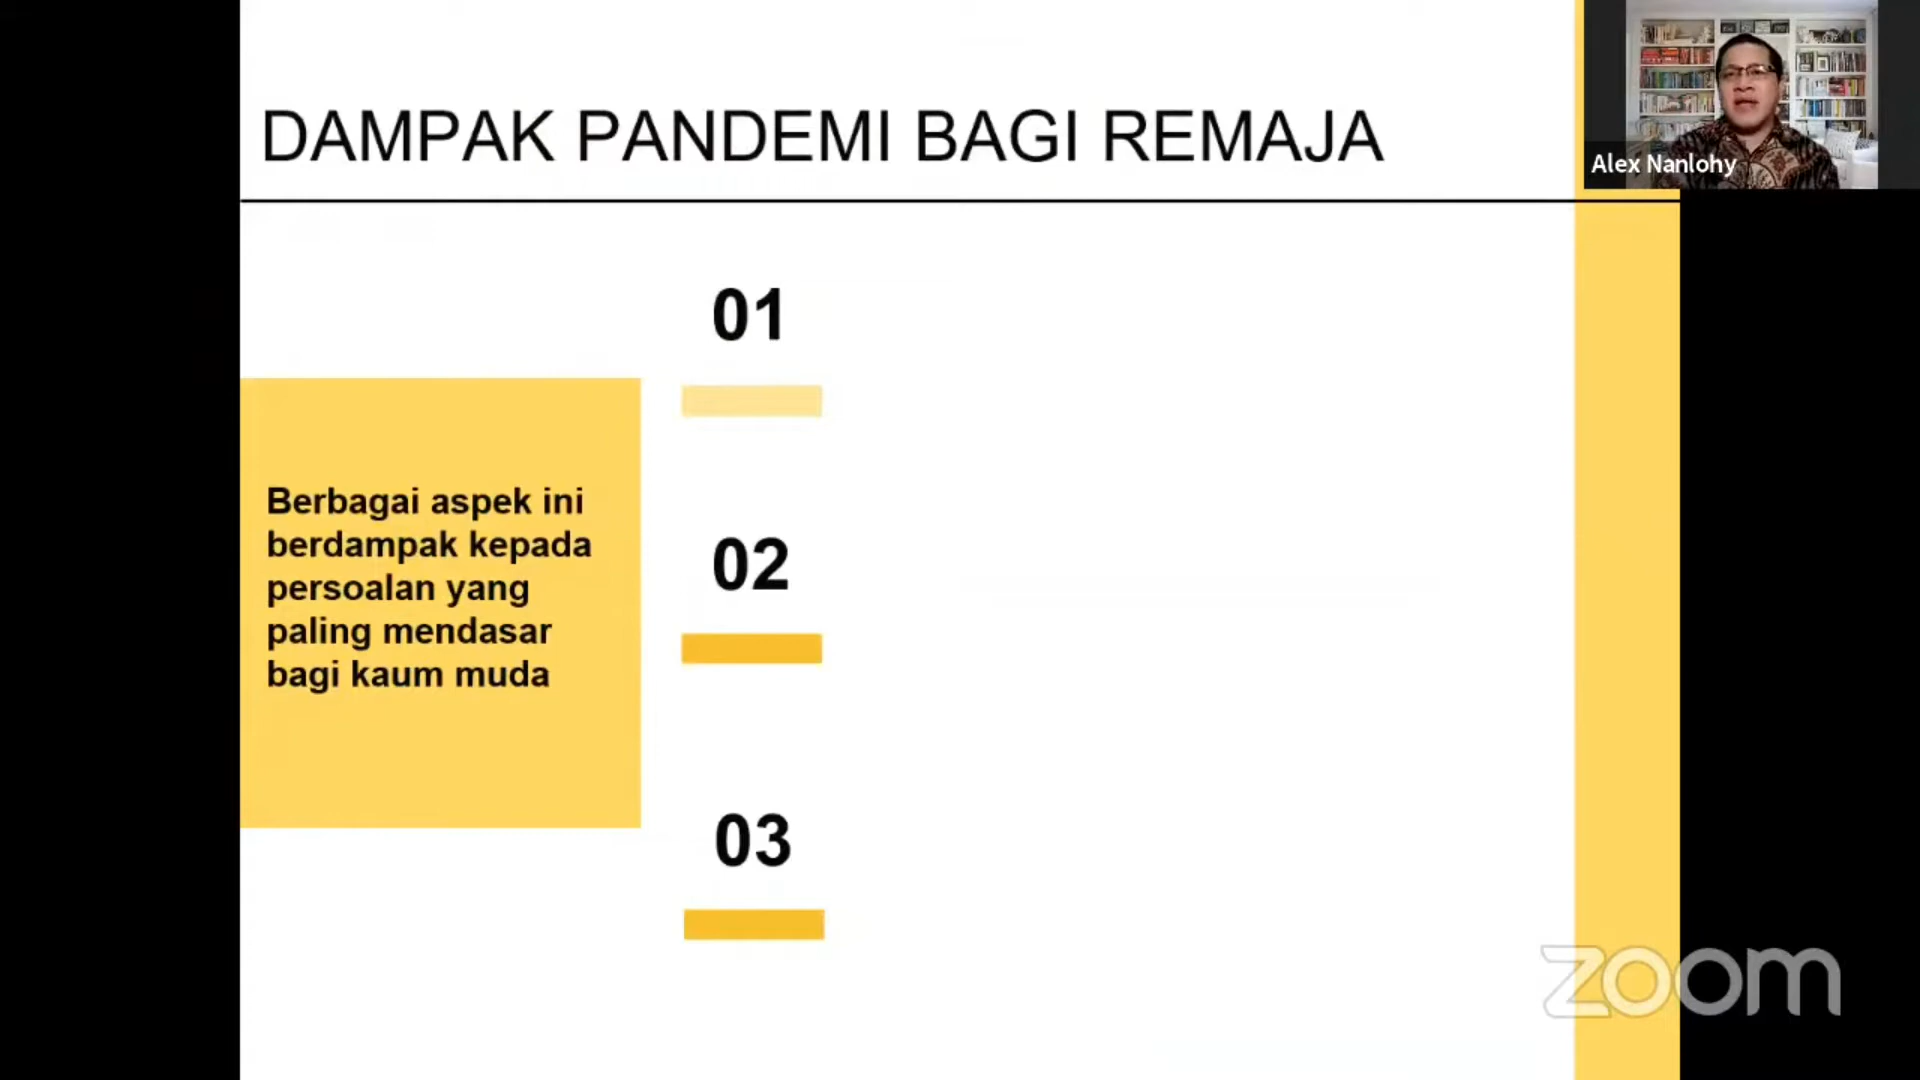 DAMPAK PANDEMI BAGI REMAJA
Alex Nanlohy
01
Berbagai aspek ini
berdampak kepada
persoalan yang
paling mendasar
bagi kaum muda
02
03
zoom